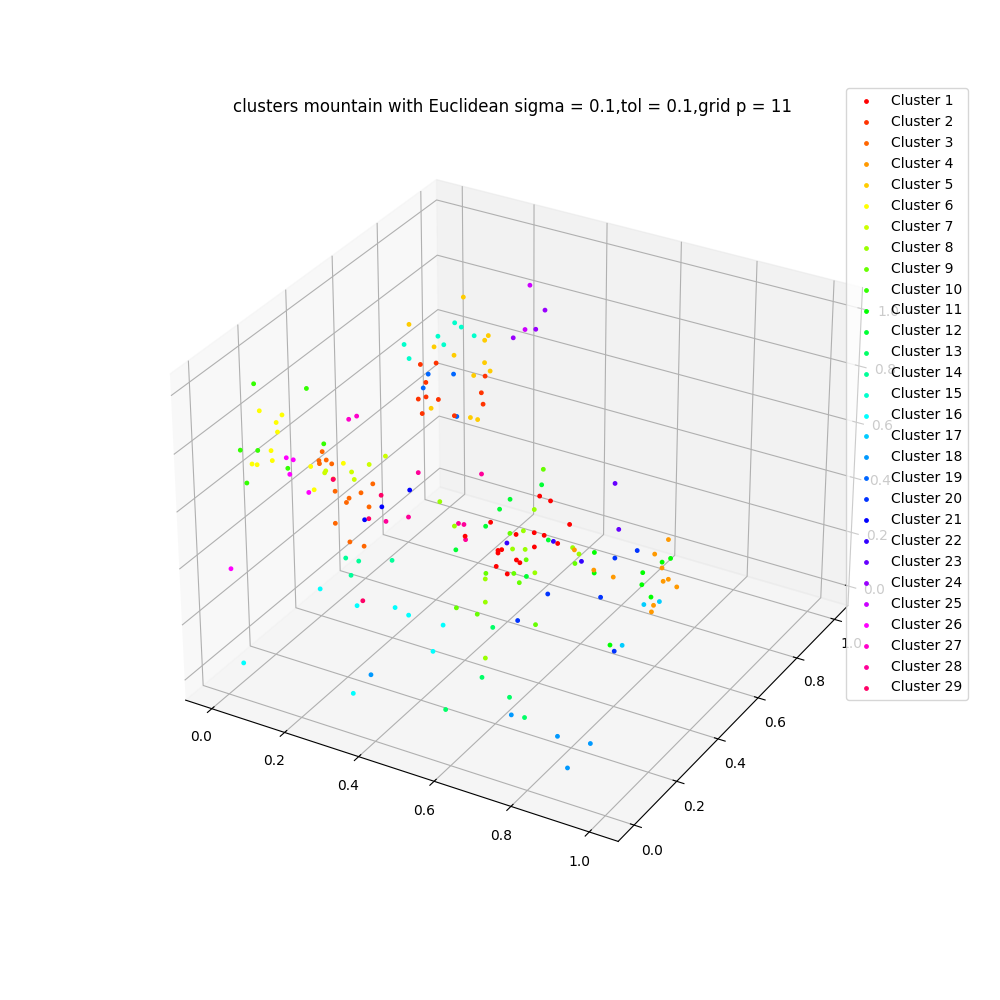 clusters mountain with Euclidean sigma = 0.1,tol = 0.1,grid p = 11
Cluster 1
Cluster 2
Cluster 3
Cluster 4
Cluster 5
Cluster 6
Cluster 7
Cluster 8
Cluster 9
Cluster 10
Cluster 11
Cluster 12
Cluster 13
Cluster 14
Cluster 15
Cluster 16
Cluster 17
Cluster 18
Cluster 19
Cluster 20
Cluster 21
Cluster 22
Cluster 23
Cluster 24
Cluster 25
Cluster 26
Cluster 27
Cluster 28
Cluster 29
1.0
0.8
0.6
0.4
0.2
0.0
1.0
0.8
0.6
0.4
0.2
0.0
0.0
0.2
0.4
0.6
0.8
1.0